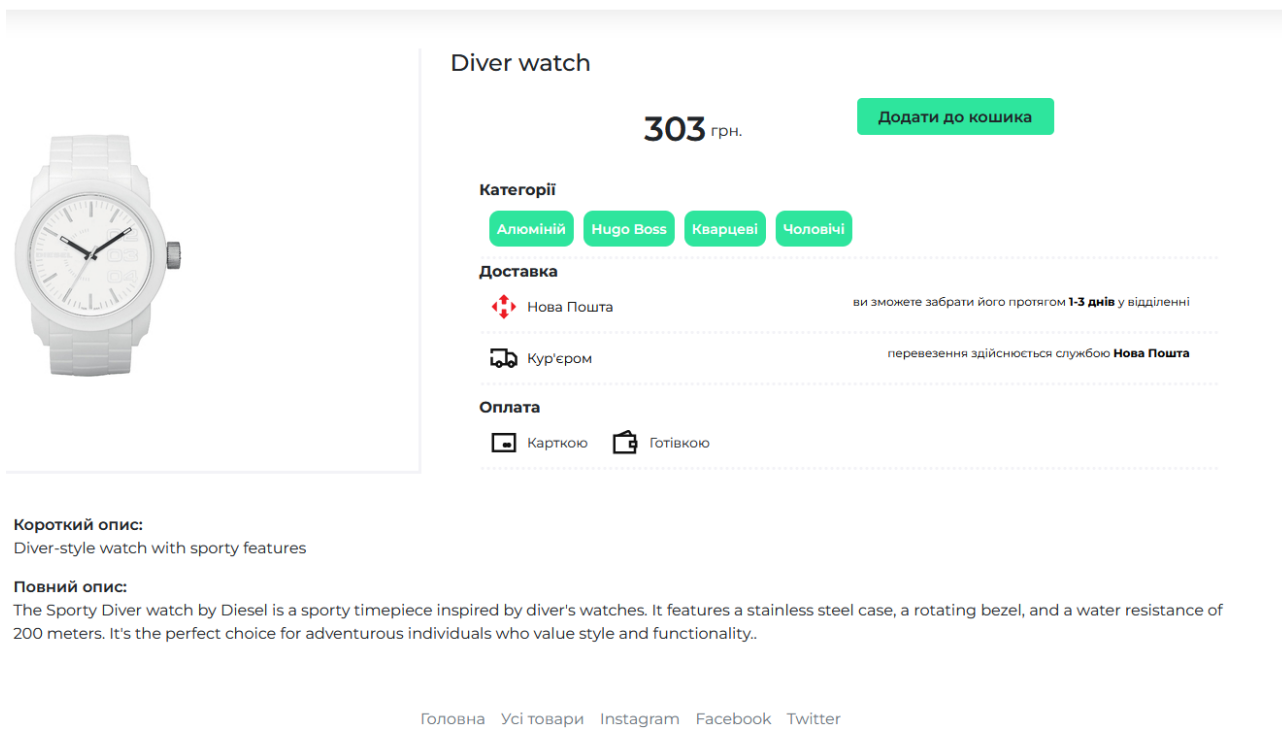 Diver watch
303 грн.
Додати до кошика
Категорії
Алюміній Hugo Boss Кварцеві Чоловічі
Доставка
Нова Пошта ви зможете забрати його протягом 1-3 днів у відділенні
Кур'єром перевезення здійснюється службою Нова Пошта
Оплата
Карткою Готівкою
Короткий опис:
Diver-style watch with sporty features
Повний опис:
The Sporty Diver watch by Diesel is a sporty timepiece inspired by diver's watches. It features a stainless steel case, a rotating bezel, and a water resistance of
200 meters. It's the perfect choice for adventurous individuals who value style and functionality..
Головна Усі товари Instagram Facebook Twitter